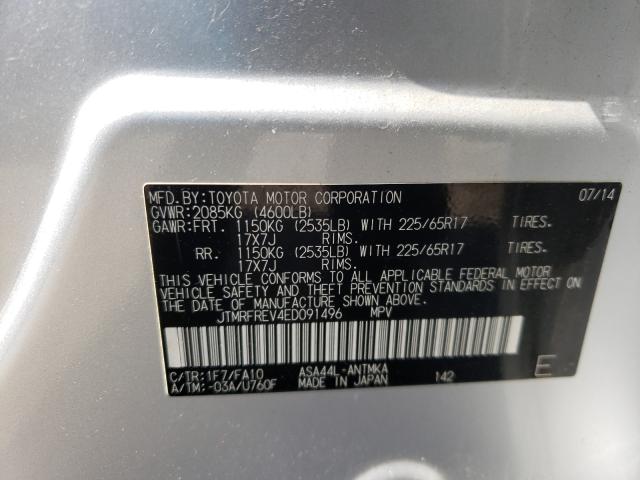 MFD.BY:TOYOTA MOTOR CORPORATION 07/14
GVWR:2085KG (4600LB)
GAWR:FRT. 1150KG (2535LB) WITH 225/65R17 TIRES.
17X7J RIMS.
RR. 1150KG (2535LB) WITH 225/65R17 TIRES.
17X7J RIMS.
THIS VEHICLE CONFORMS TO ALL APPLICABLE FEDERAL MOTOR
VEHICLE SAFETY AND THEFT PREVENTION STANDARDS IN EFFECT ON
THE DATE OF MANUFACTURE SHOWN ABOVE.
JTMRFREV4ED091496 MPV
C/TR:1F7/FA10 ASA44L-ANTMKA
A/TM:-03A/U760F MADE IN JAPAN 142 E